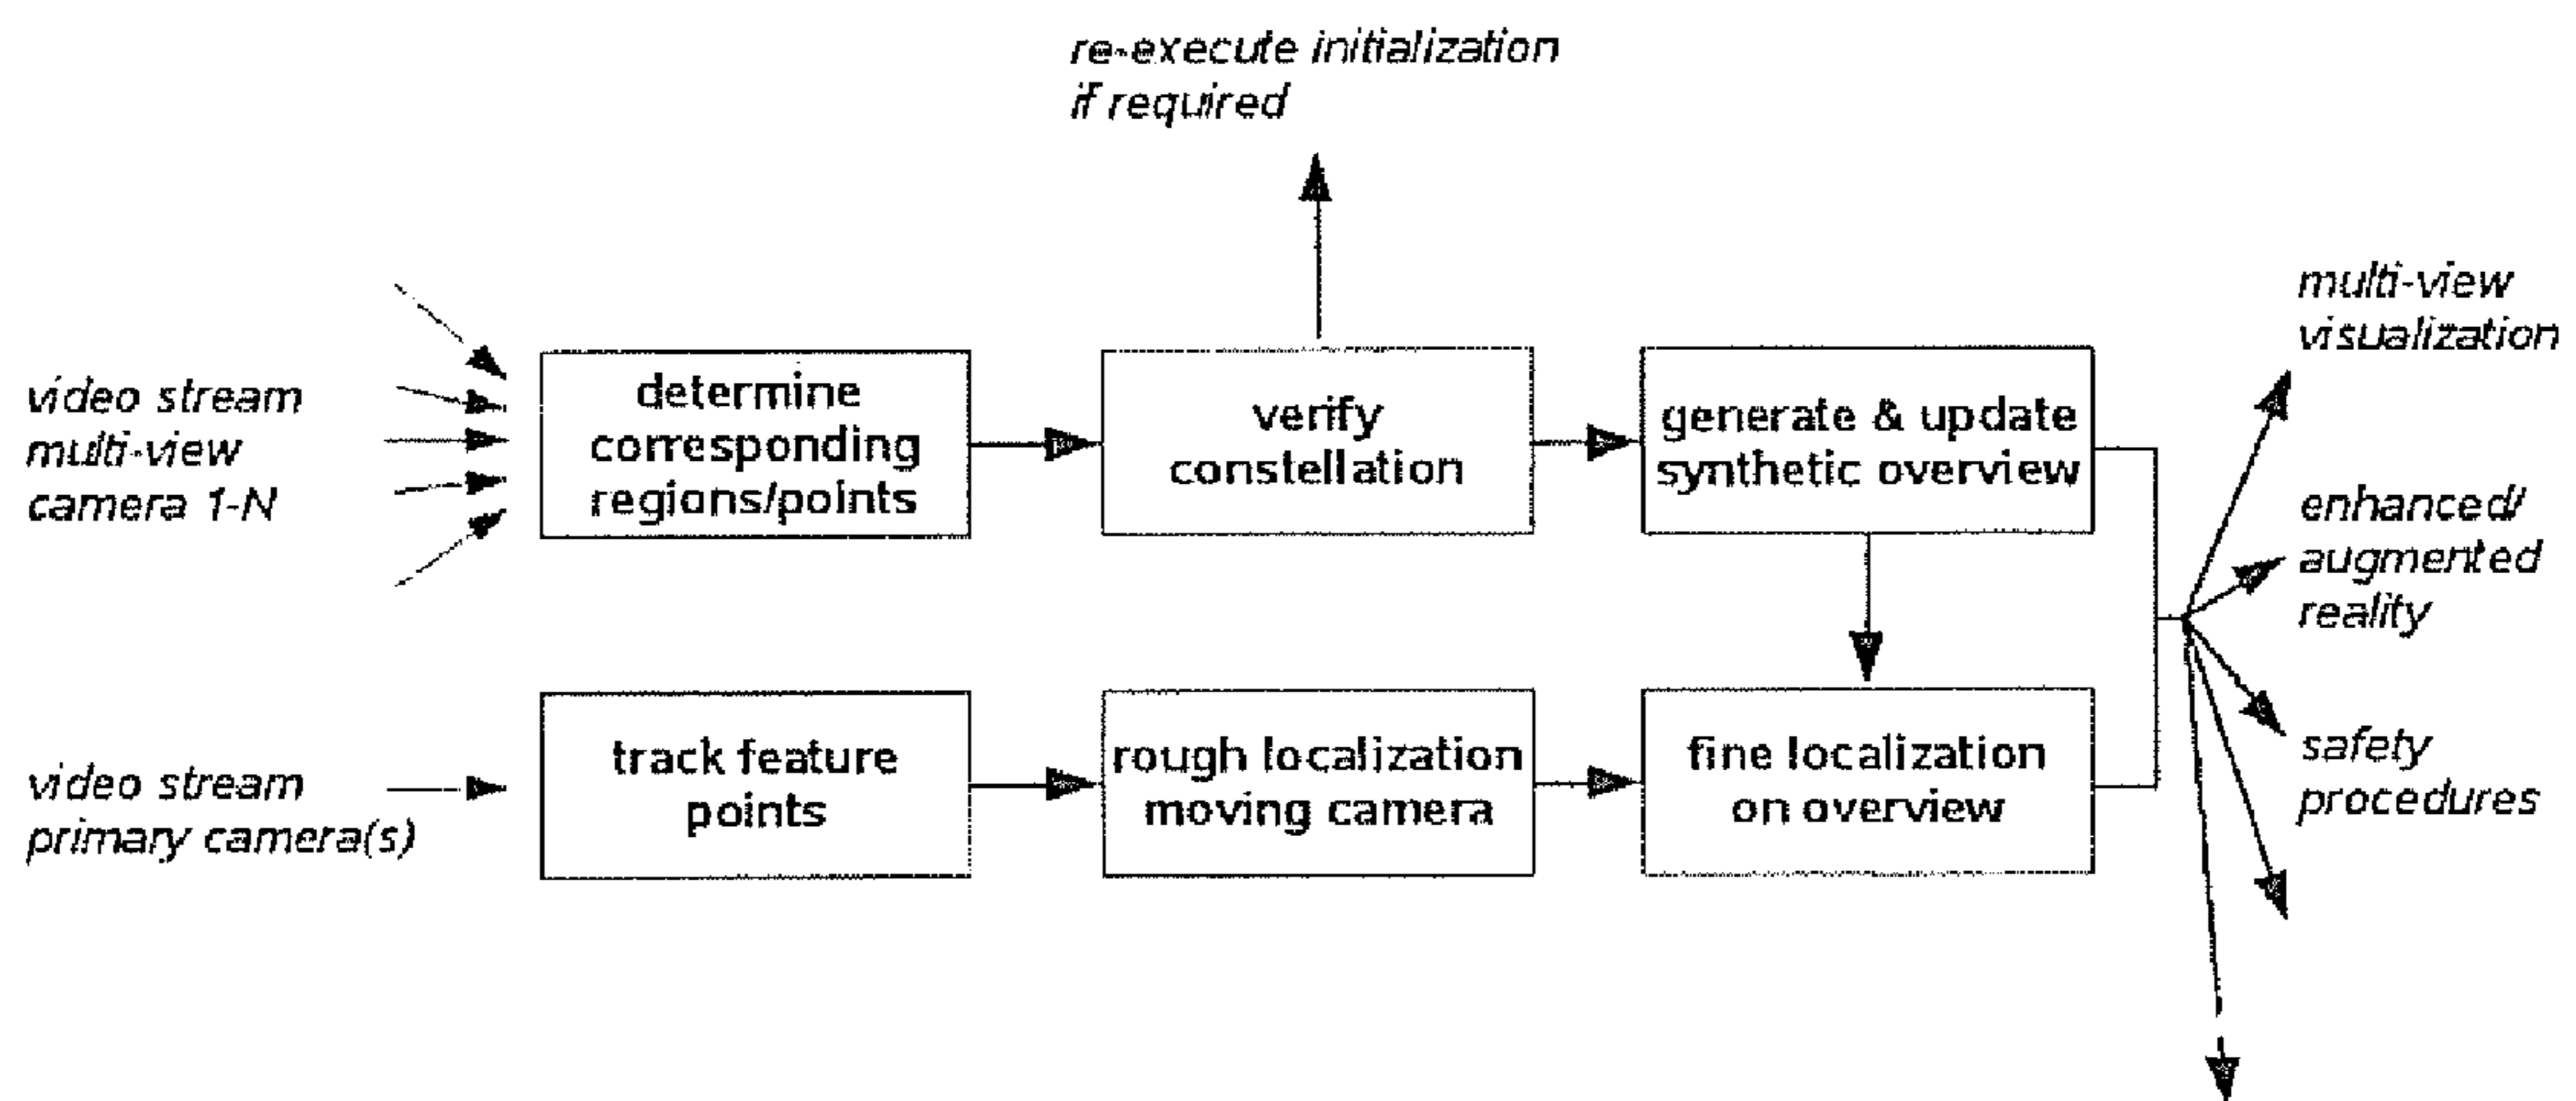 re-execute initialization
if required
video stream
multi-view
camera 1-N
determine
corresponding
regions/points
verify
constellation
generate & update
synthetic overview
multi-view
visualization
enhanced/
augmented
reality
video stream
primary camera(s)
track feature
points
rough localization
moving camera
fine localization
on overview
safety
procedures